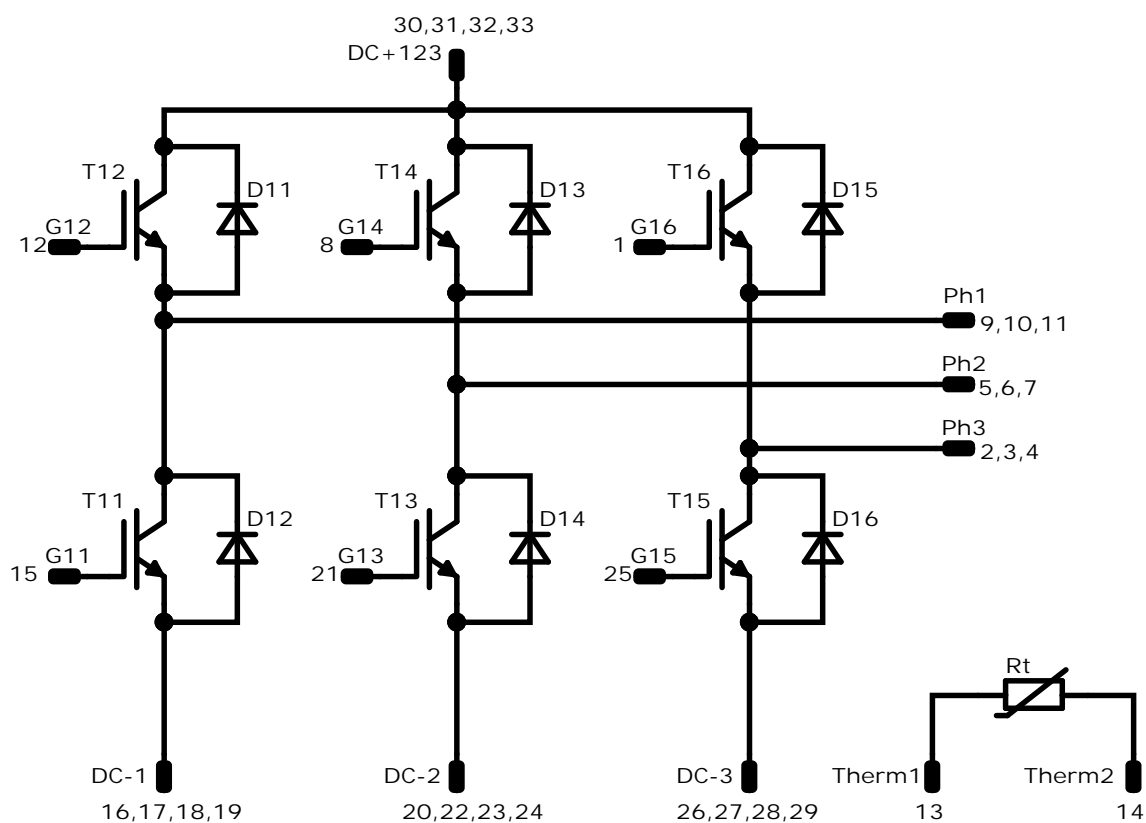 30,31,32,33
DC+123
T12
D11
G12
12
T14
D13
G14
8
T16
D15
G16
1
Ph1
9,10,11
Ph2
5,6,7
Ph3
2,3,4
T11
D12
G11
15
T13
D14
G13
21
T15
D16
G15
25
Rt
DC-1
16,17,18,19
DC-2
20,22,23,24
DC-3
26,27,28,29
Therm1
13
Therm2
14